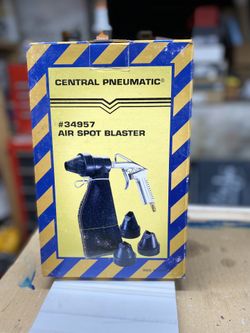 CENTRAL PNEUMATIC®
#34957
AIR SPOT BLASTER